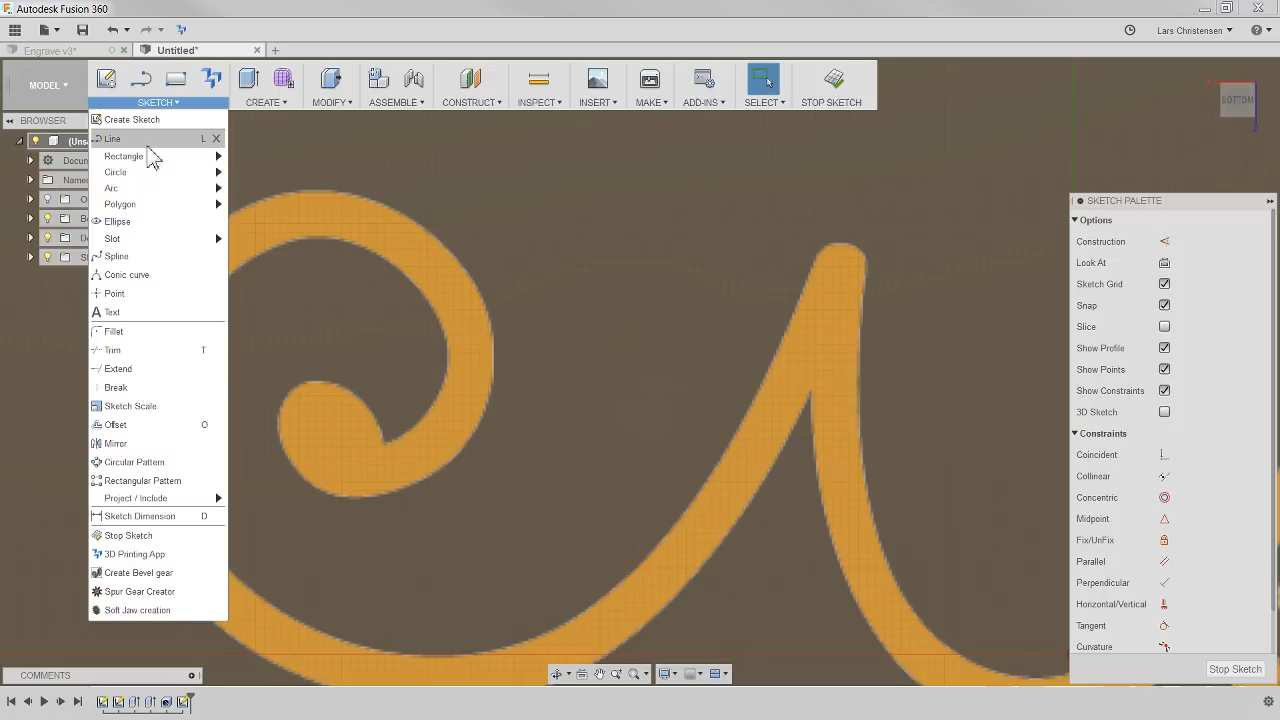 Autodesk Fusion 360
Lars Christensen
Engrave v3*
Untitled*
MODEL
SKETCH
CREATE
MODIFY
ASSEMBLE
CONSTRUCT
INSPECT
INSERT
MAKE
ADD-INS
SELECT
STOP SKETCH
BROWSER
Create Sketch
Line L
Rectangle
Circle
Arc
Polygon
Ellipse
Slot
Spline
Conic curve
Point
Text
Fillet
Trim T
Extend
Break
Sketch Scale
Offset O
Mirror
Circular Pattern
Rectangular Pattern
Project / Include
Sketch Dimension D
Stop Sketch
3D Printing App
Create Bevel gear
Spur Gear Creator
Soft Jaw creation
(Uns
Docum
Named
O
B
D
S
BOTTOM
SKETCH PALETTE
Options
Construction
Look At
Sketch Grid
Snap
Slice
Show Profile
Show Points
Show Constraints
3D Sketch
Constraints
Coincident
Collinear
Concentric
Midpoint
Fix/UnFix
Parallel
Perpendicular
Horizontal/Vertical
Tangent
Curvature
Stop Sketch
COMMENTS